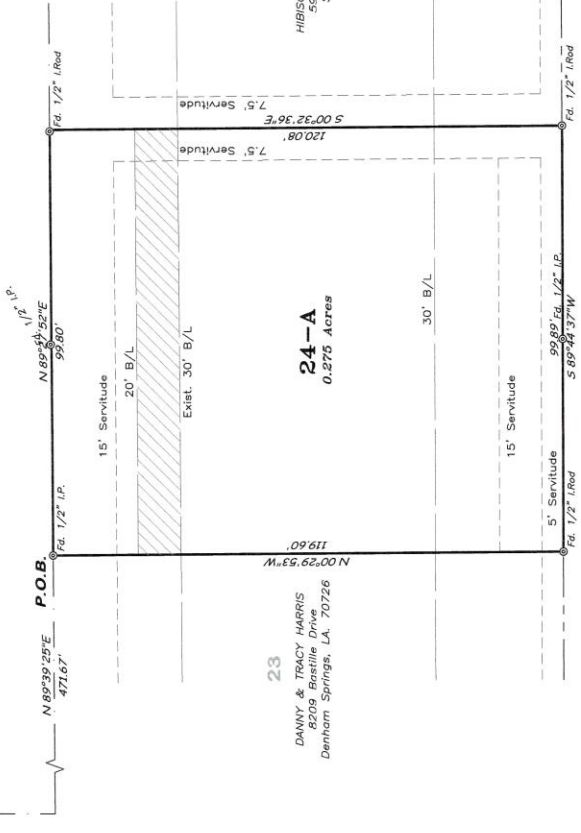 HIBISC
59
Fd. 1/2" I.Rod
1/2" I.P.
N 89° 52"E
99.80'
Fd. 1/2" I.P.
P.O.B.
N 89°39'25"E
471.67'
7.5' Servitude
S 00°32'36"E
120.08'
7.5' Servitude
15' Servitude
20' B/L
Exist. 30' B/L
24-A
0.275 Acres
30' B/L
N 00°29'53"W
119.60'
23
DANNY & TRACY HARRIS
8209 Bastille Drive
Denham Springs, LA. 70726
15' Servitude
5' Servitude
99.89'
Fd. 1/2" I.P.
S 89°44'37"W
Fd. 1/2" I.Rod
Fd. 1/2" I.Rod